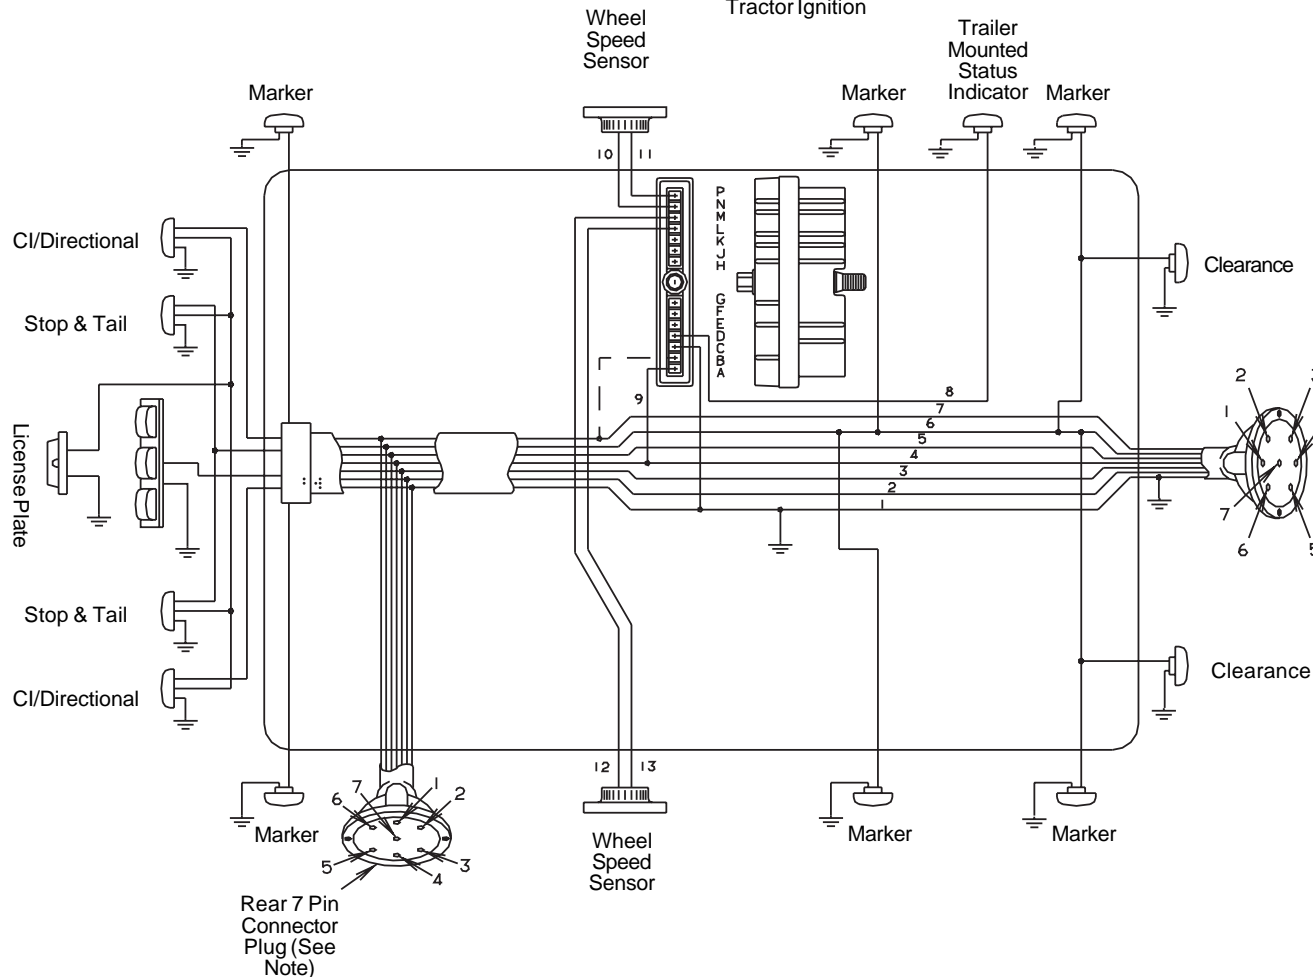 Tractor Ignition
Wheel
Speed
Sensor
Trailer
Mounted
Status
Indicator
Marker
Marker
Marker
10 11
P
N
M
L
K
J
H
G
F
E
D
C
B
A
CI/Directional
Stop & Tail
License Plate
Stop & Tail
CI/Directional
Clearance
Clearance
9
8
7
6
5
4
3
2
1
2
3
1
4
7
6
5
12 13
Wheel
Speed
Sensor
Marker
Marker
Marker
7
1
6
2
5
3
4
Rear 7 Pin
Connector
Plug (See
Note)